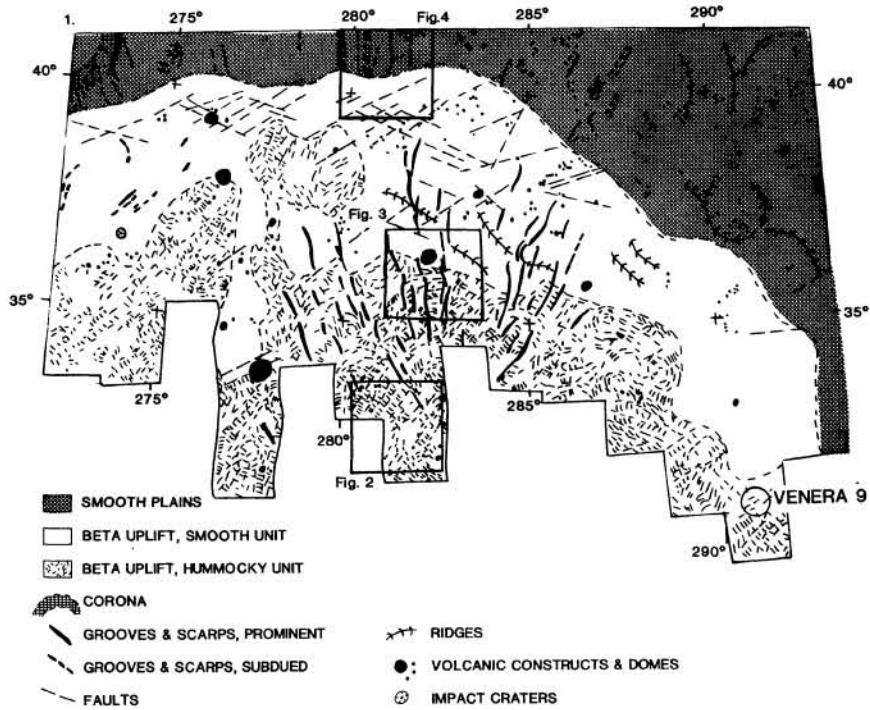 1.
275° 280° Fig.4 285° 290°
40° 40°
Fig. 3
35° 35°
275° 280° 285°
Fig. 2
VENERA 9
290°
SMOOTH PLAINS
BETA UPLIFT, SMOOTH UNIT
BETA UPLIFT, HUMMOCKY UNIT
CORONA
GROOVES & SCARPS, PROMINENT
RIDGES
GROOVES & SCARPS, SUBDUED
VOLCANIC CONSTRUCTS & DOMES
FAULTS
IMPACT CRATERS